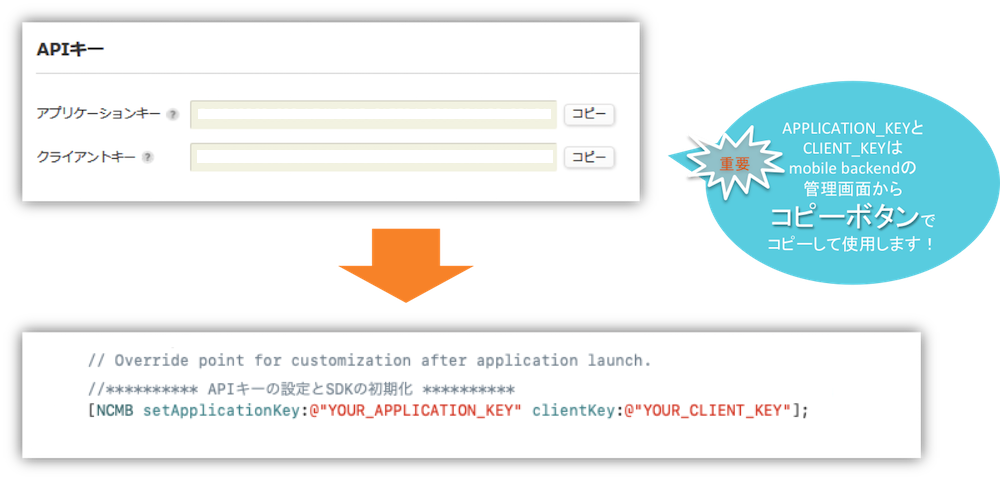 APIキー
アプリケーションキー ? コピー
クライアントキー ? コピー
重要
APPLICATION_KEYと
CLIENT_KEYは
mobile backendの
管理画面から
コピーボタンで
コピーして使用します！
// Override point for customization after application launch.
//********** APIキーの設定とSDKの初期化 **********
[NCMB setApplicationKey:@"YOUR_APPLICATION_KEY" clientKey:@"YOUR_CLIENT_KEY"];